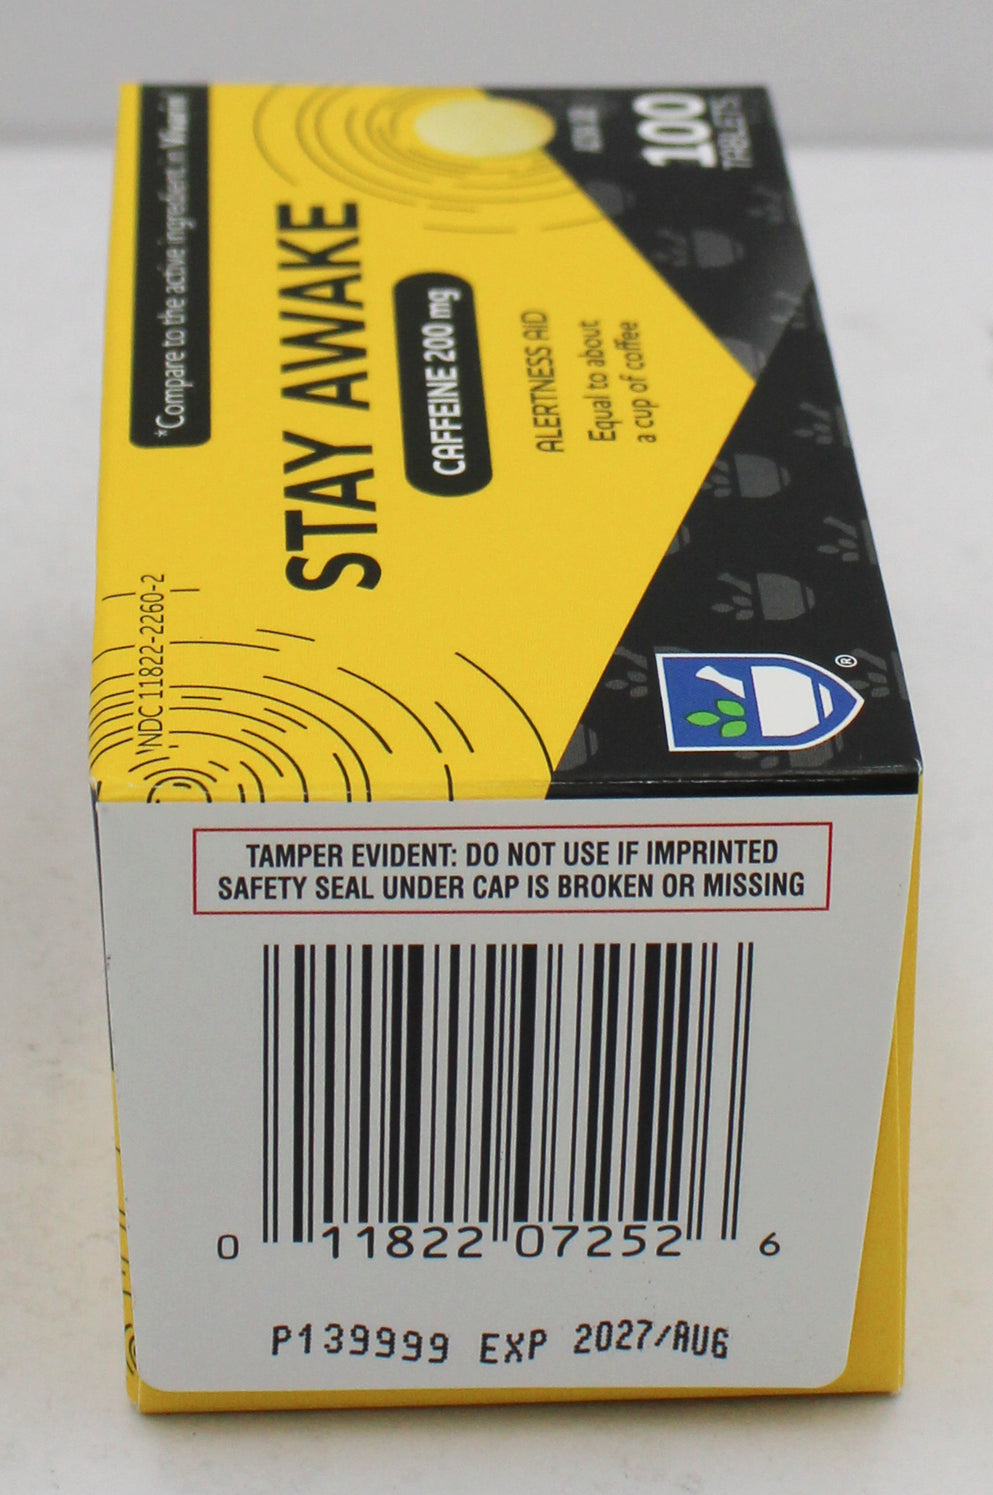 *Compare to the active ingredient in Vivarin
NDC 11822-2260-2
STAY AWAKE
CAFFEINE 200 mg
ALERTNESS AID
Equal to about
a cup of coffee
100
TABLETS
®
TAMPER EVIDENT: DO NOT USE IF IMPRINTED
SAFETY SEAL UNDER CAP IS BROKEN OR MISSING
0 11822 07252 6
P139999 EXP 2027/AUG